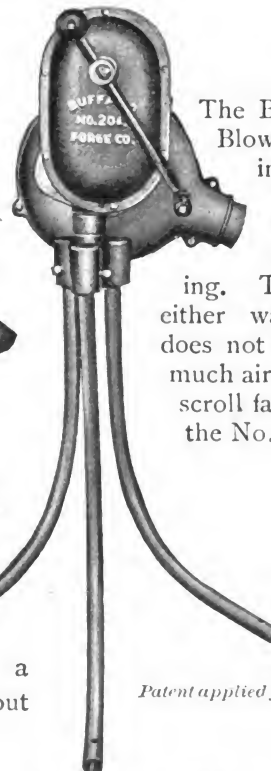 BUFFALO
NO.204
FORGE CO.
The B
Blow
in
ing. T
either wa
does not
much air
scroll fa
the No.
a
out
Patent applied